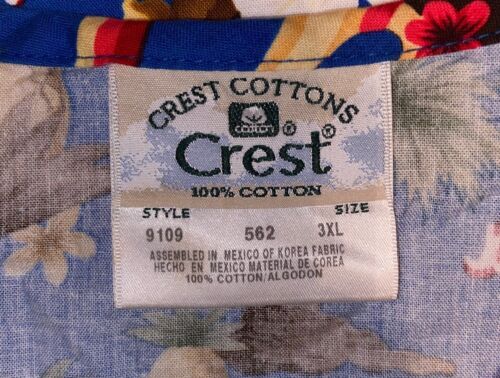 CREST COTTONS
COTTON ®
Crest®
100% COTTON
STYLE SIZE
9109 562 3XL
ASSEMBLED IN MEXICO OF KOREA FABRIC
HECHO EN MEXICO MATERIAL DE COREA
100% COTTON/ALGODON